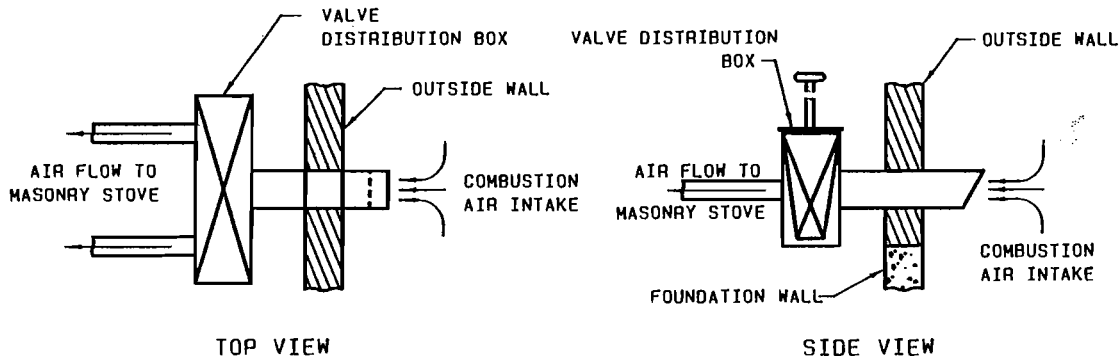 VALVE
DISTRIBUTION BOX
OUTSIDE WALL
AIR FLOW TO
MASONRY STOVE
COMBUSTION
AIR INTAKE
TOP VIEW
VALVE DISTRIBUTION
BOX
OUTSIDE WALL
AIR FLOW TO
MASONRY STOVE
COMBUSTION
AIR INTAKE
FOUNDATION WALL
SIDE VIEW